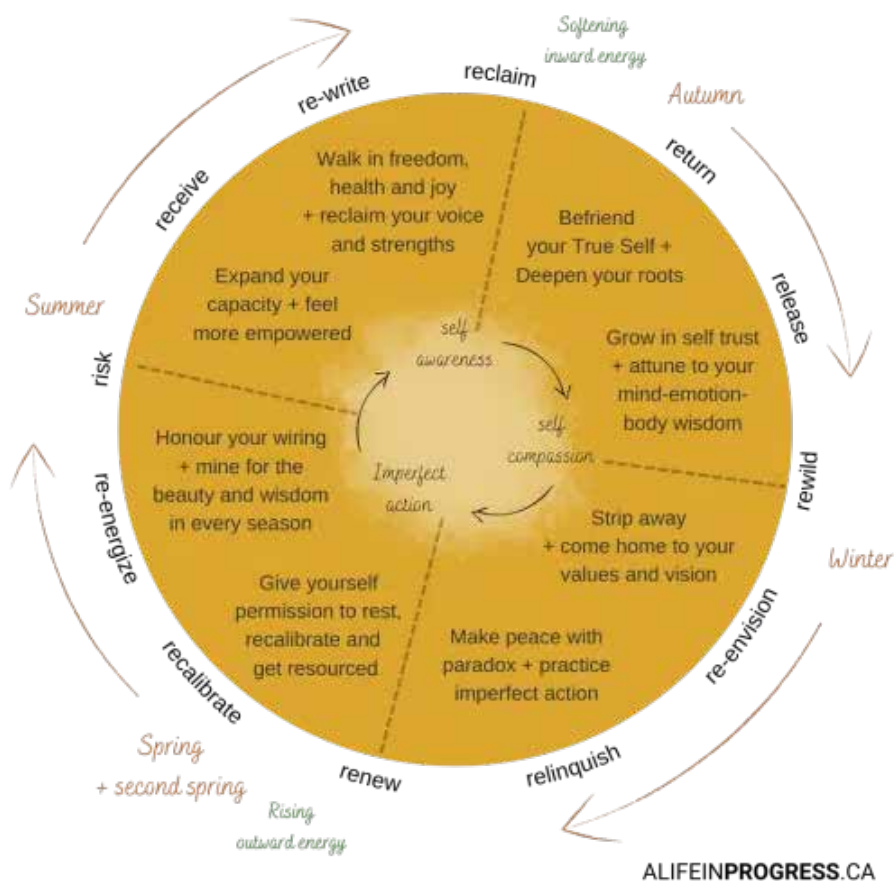 Softening
inward energy
reclaim
Autumn
return
release
rewild
Winter
re-envision
relinquish
renew
Rising
outward energy
Spring
+ second spring
recalibrate
re-energize
risk
Summer
receive
re-write
Walk in freedom,
health and joy
+ reclaim your voice
and strengths
Befriend
your True Self +
Deepen your roots
Grow in self trust
+ attune to your
mind-emotion-
body wisdom
Strip away
+ come home to your
values and vision
Make peace with
paradox + practice
imperfect action
Give yourself
permission to rest,
recalibrate and
get resourced
Honour your wiring
+ mine for the
beauty and wisdom
in every season
Expand your
capacity + feel
more empowered
self
awareness
self
compassion
Imperfect
action
ALIFEINPROGRESS.CA